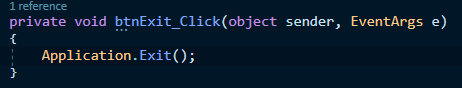 1 reference
private void btnExit_Click(object sender, EventArgs e)
{
    Application.Exit();
}